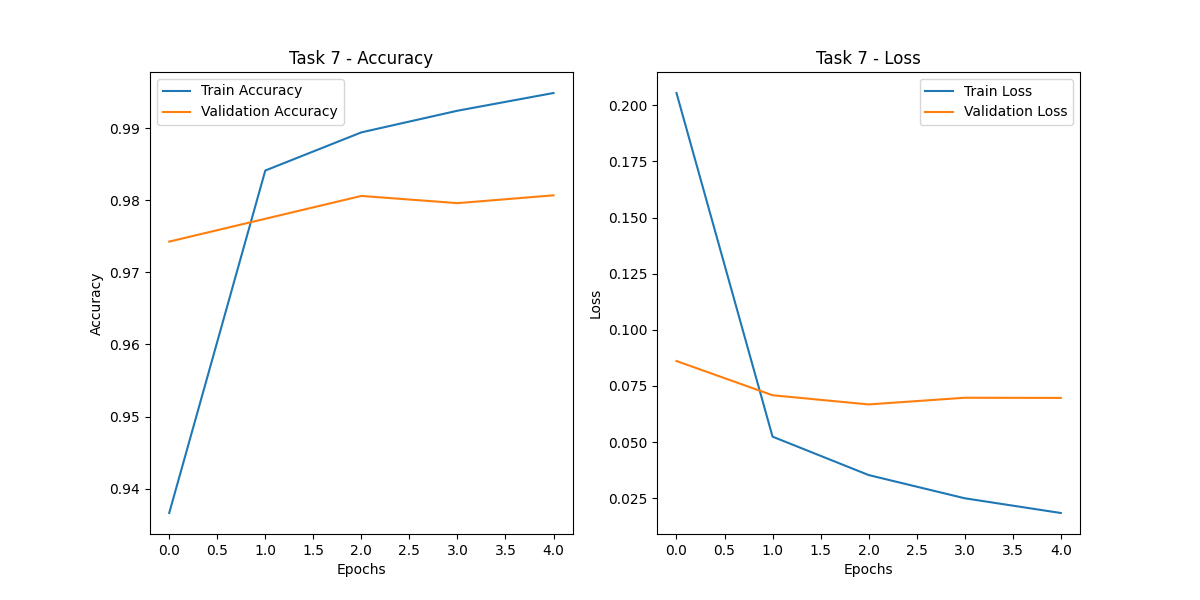 Task 7 - Accuracy
Train Accuracy
Validation Accuracy
0.99
0.98
0.97
0.96
0.95
0.94
Accuracy
0.0 0.5 1.0 1.5 2.0 2.5 3.0 3.5 4.0
Epochs
Task 7 - Loss
Train Loss
Validation Loss
0.200
0.175
0.150
0.125
0.100
0.075
0.050
0.025
Loss
0.0 0.5 1.0 1.5 2.0 2.5 3.0 3.5 4.0
Epochs